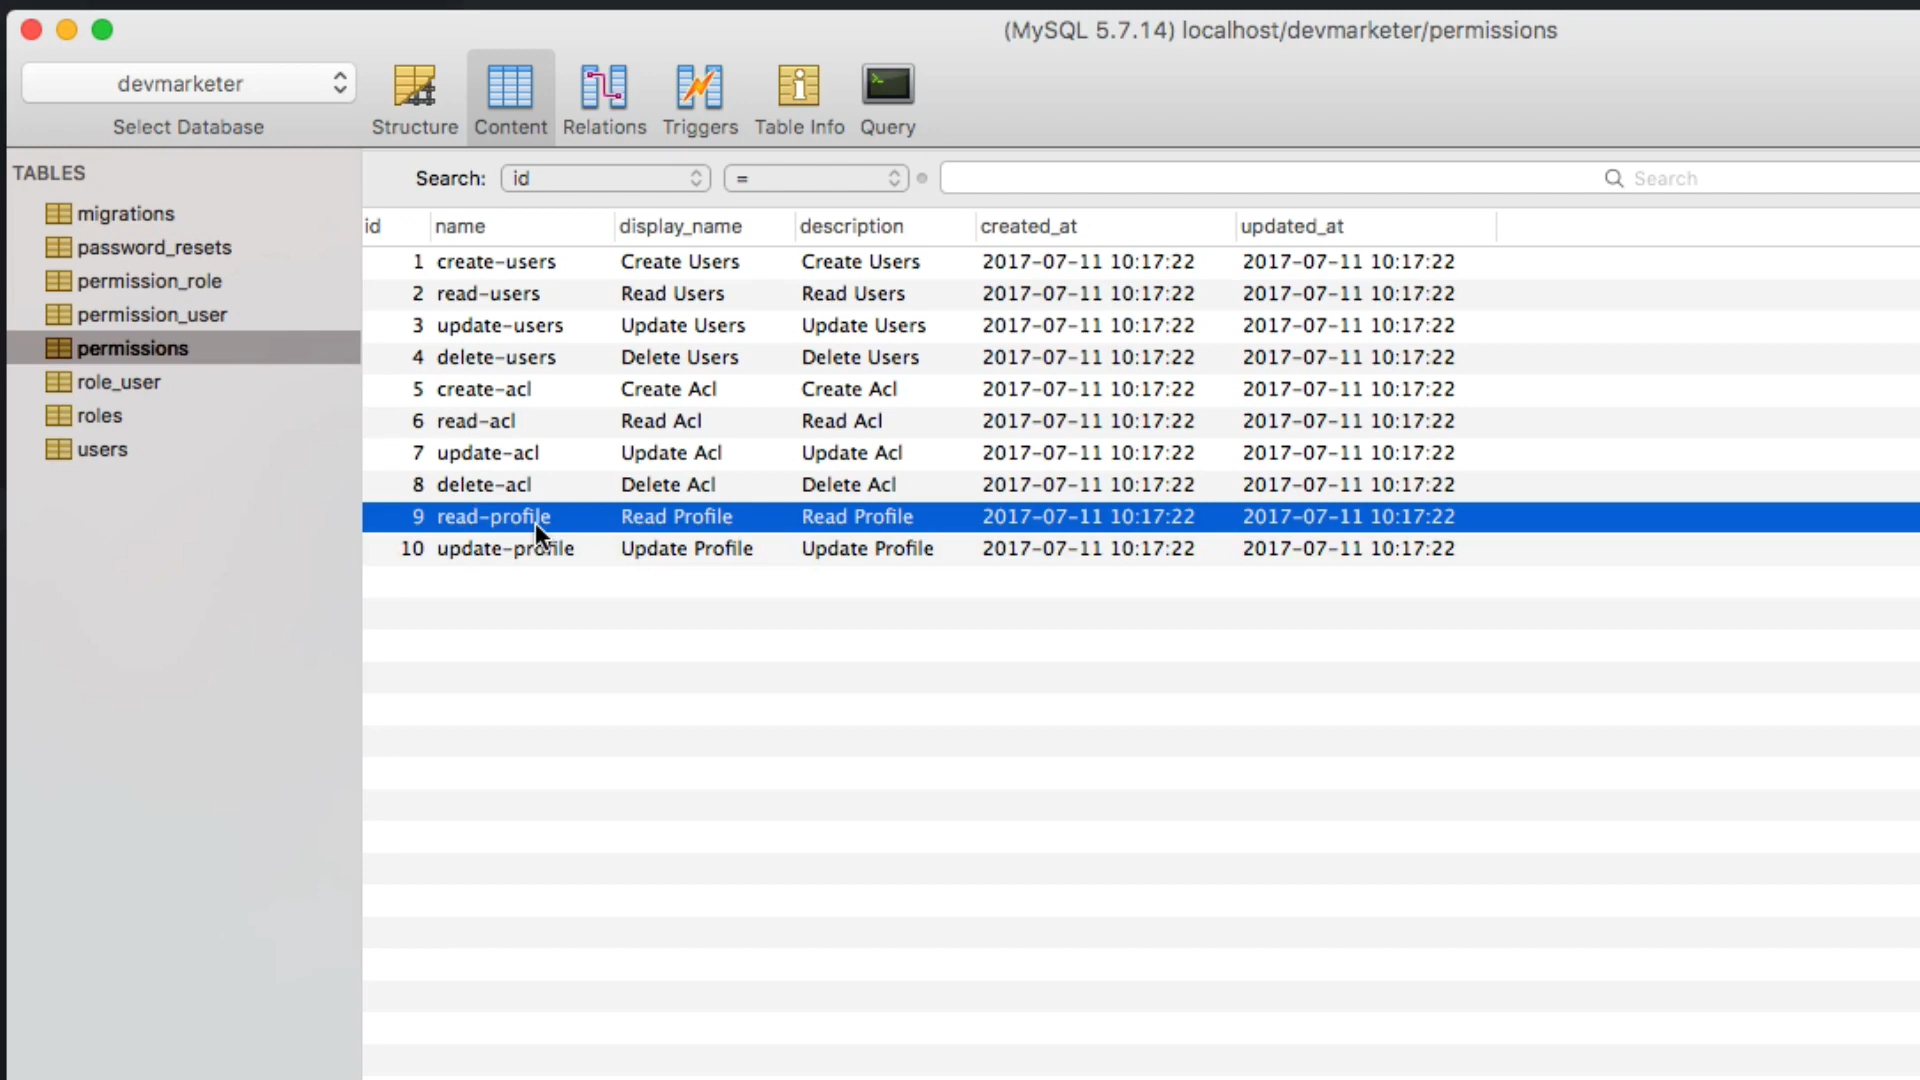 (MySQL 5.7.14) localhost/devmarketer/permissions
devmarketer
Select Database
Structure Content Relations Triggers Table Info Query
TABLES
migrations
password_resets
permission_role
permission_user
permissions
role_user
roles
users
Search: id = Search
id name display_name description created_at updated_at
1 create-users Create Users Create Users 2017-07-11 10:17:22 2017-07-11 10:17:22
2 read-users Read Users Read Users 2017-07-11 10:17:22 2017-07-11 10:17:22
3 update-users Update Users Update Users 2017-07-11 10:17:22 2017-07-11 10:17:22
4 delete-users Delete Users Delete Users 2017-07-11 10:17:22 2017-07-11 10:17:22
5 create-acl Create Acl Create Acl 2017-07-11 10:17:22 2017-07-11 10:17:22
6 read-acl Read Acl Read Acl 2017-07-11 10:17:22 2017-07-11 10:17:22
7 update-acl Update Acl Update Acl 2017-07-11 10:17:22 2017-07-11 10:17:22
8 delete-acl Delete Acl Delete Acl 2017-07-11 10:17:22 2017-07-11 10:17:22
9 read-profile Read Profile Read Profile 2017-07-11 10:17:22 2017-07-11 10:17:22
10 update-profile Update Profile Update Profile 2017-07-11 10:17:22 2017-07-11 10:17:22